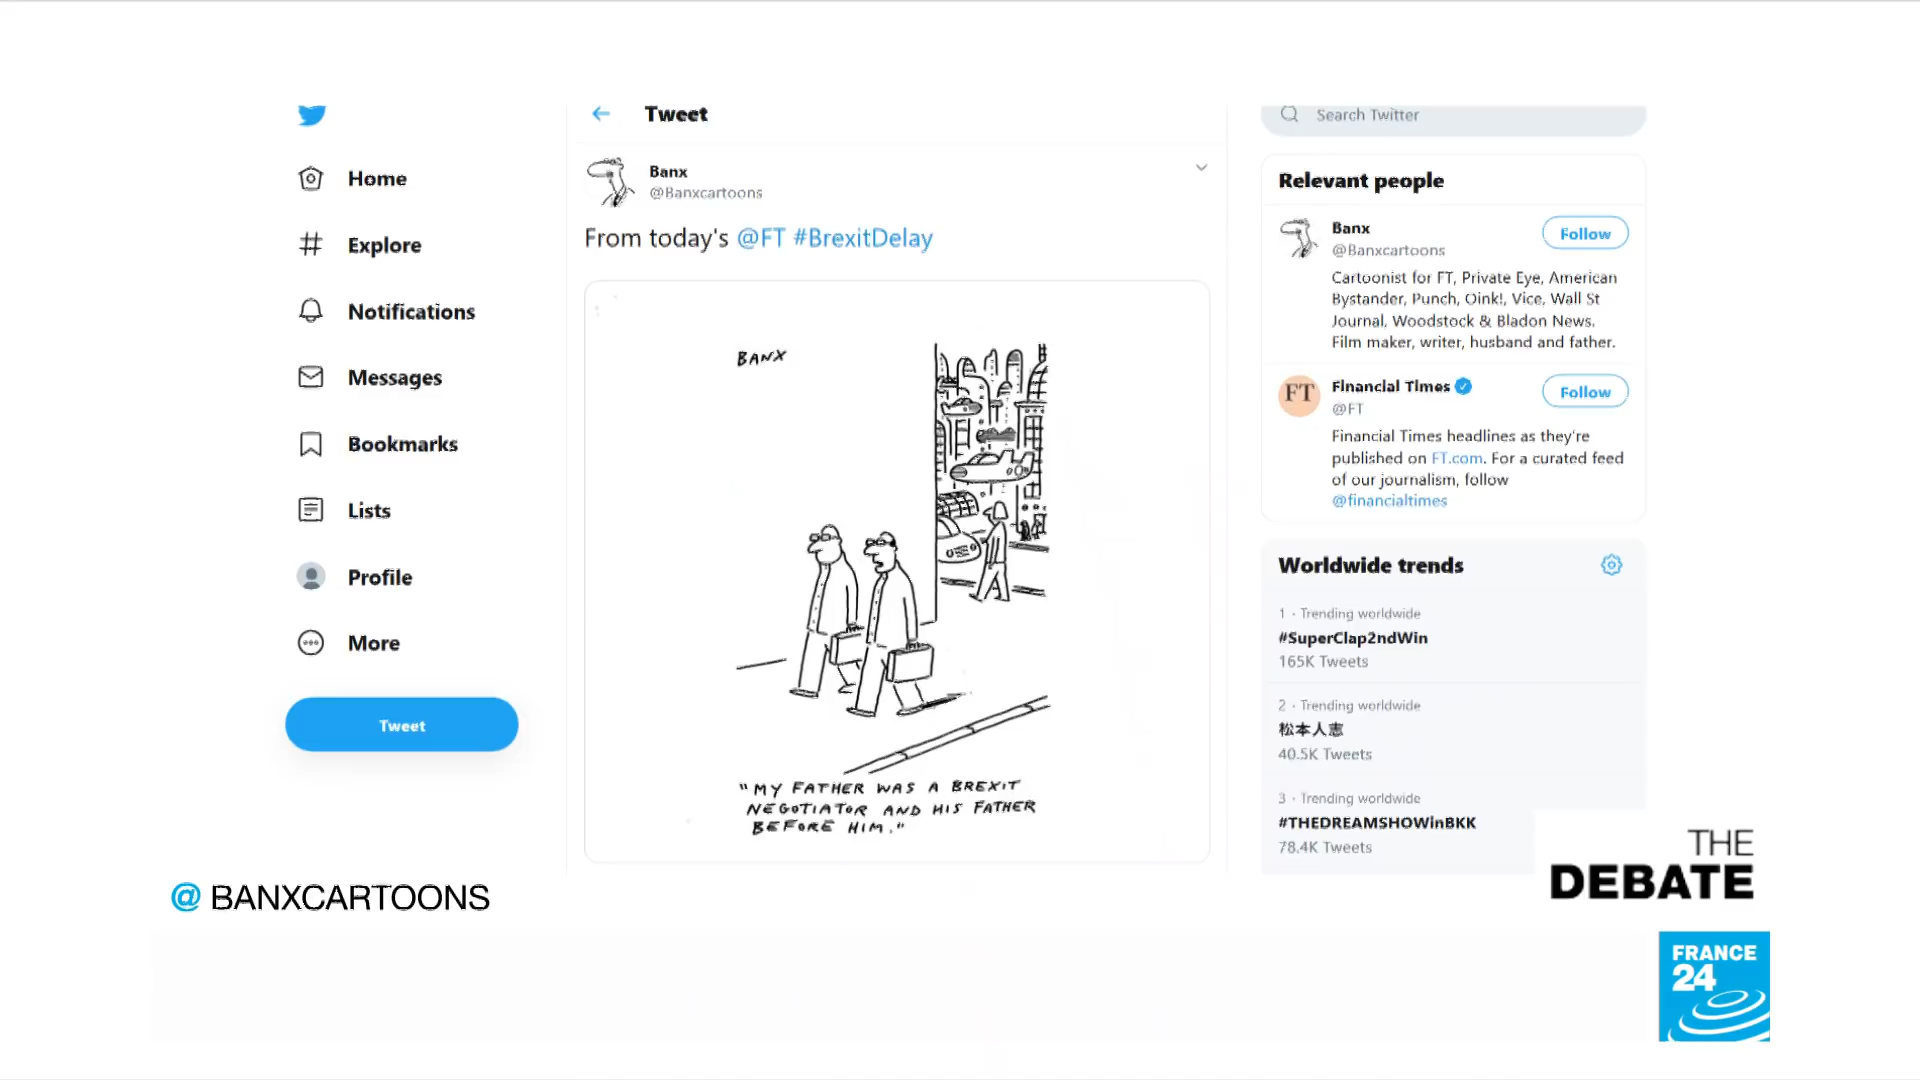 Home
Explore
Notifications
Messages
Bookmarks
Lists
Profile
More
Tweet
Tweet
Banx
@Banxcartoons
From today's @FT #BrexitDelay
BANX
"MY FATHER WAS A BREXIT
NEGOTIATOR AND HIS FATHER
BEFORE HIM."
Search Twitter
Relevant people
Banx
@Banxcartoons
Follow
Cartoonist for FT, Private Eye, American
Bystander, Punch, Oink!, Vice, Wall St
Journal, Woodstock & Bladon News.
Film maker, writer, husband and father.
FT
Financial Times
@FT
Follow
Financial Times headlines as they're
published on FT.com. For a curated feed
of our journalism, follow
@financialtimes
Worldwide trends
1 · Trending worldwide
#SuperClap2ndWin
165K Tweets
2 · Trending worldwide
松本人志
40.5K Tweets
3 · Trending worldwide
#THEDREAMSHOWinBKK
78.4K Tweets
@ BANXCARTOONS
THE
DEBATE
FRANCE
24